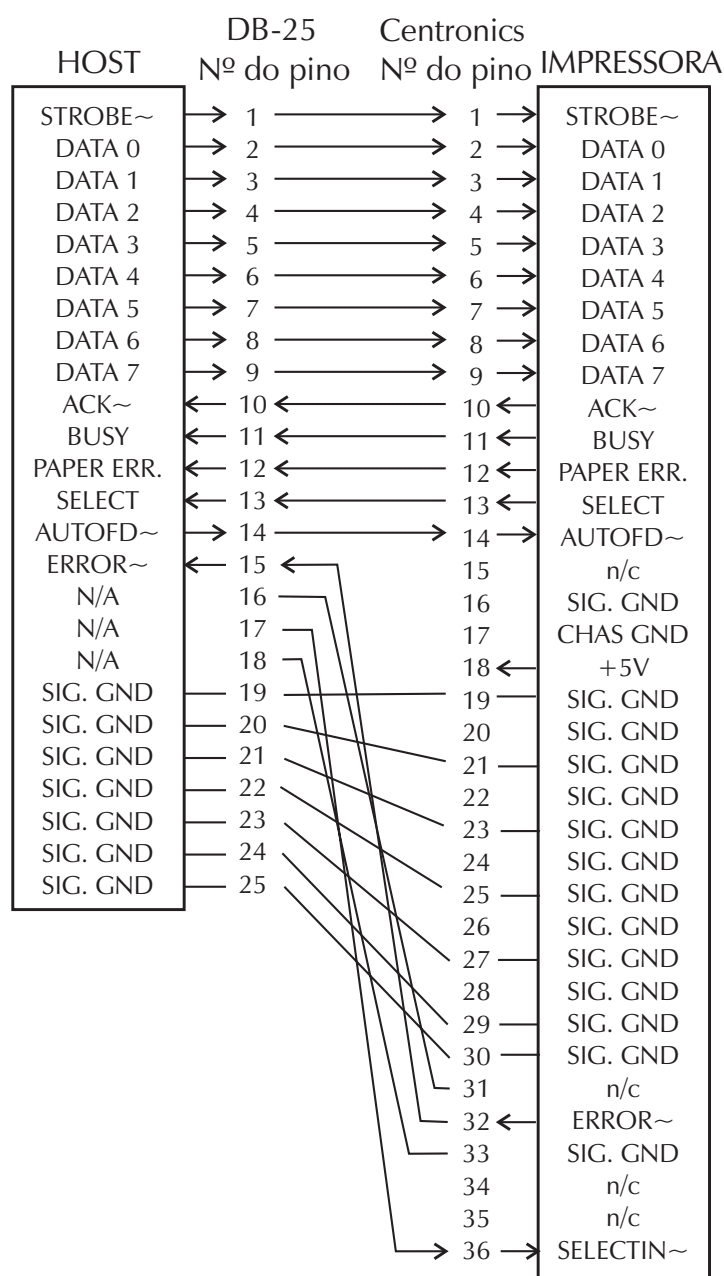 DB-25 Centronics
HOST Nº do pino Nº do pino IMPRESSORA
STROBE~ 1 1 STROBE~
DATA 0 2 2 DATA 0
DATA 1 3 3 DATA 1
DATA 2 4 4 DATA 2
DATA 3 5 5 DATA 3
DATA 4 6 6 DATA 4
DATA 5 7 7 DATA 5
DATA 6 8 8 DATA 6
DATA 7 9 9 DATA 7
ACK~ 10 10 ACK~
BUSY 11 11 BUSY
PAPER ERR. 12 12 PAPER ERR.
SELECT 13 13 SELECT
AUTOFD~ 14 14 AUTOFD~
ERROR~ 15 15 n/c
N/A 16 16 SIG. GND
N/A 17 17 CHAS GND
N/A 18 18 +5V
SIG. GND 19 19 SIG. GND
SIG. GND 20 20 SIG. GND
SIG. GND 21 21 SIG. GND
SIG. GND 22 22 SIG. GND
SIG. GND 23 23 SIG. GND
SIG. GND 24 24 SIG. GND
SIG. GND 25 25 SIG. GND
26 SIG. GND
27 SIG. GND
28 SIG. GND
29 SIG. GND
30 SIG. GND
31 n/c
32 ERROR~
33 SIG. GND
34 n/c
35 n/c
36 SELECTIN~